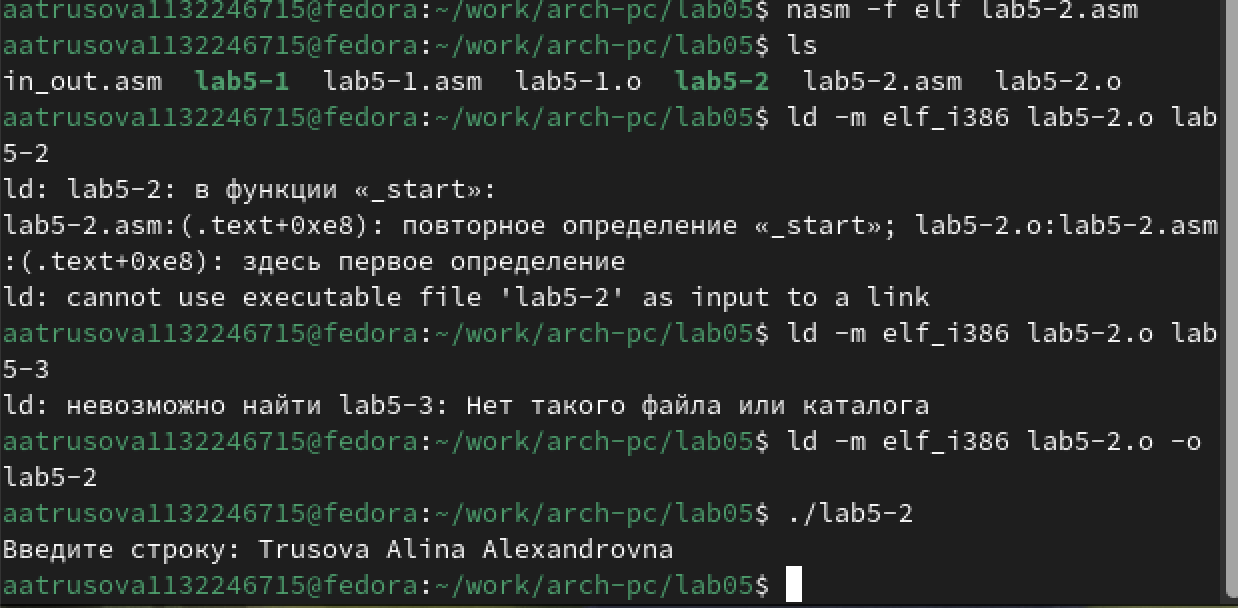 aatrusova1132246715@fedora:~/work/arch-pc/lab05$ nasm -f elf lab5-2.asm
aatrusova1132246715@fedora:~/work/arch-pc/lab05$ ls
in_out.asm  lab5-1  lab5-1.asm  lab5-1.o  lab5-2  lab5-2.asm  lab5-2.o
aatrusova1132246715@fedora:~/work/arch-pc/lab05$ ld -m elf_i386 lab5-2.o lab
5-2
ld: lab5-2: в функции «_start»:
lab5-2.asm:(.text+0xe8): повторное определение «_start»; lab5-2.o:lab5-2.asm
:(.text+0xe8): здесь первое определение
ld: cannot use executable file 'lab5-2' as input to a link
aatrusova1132246715@fedora:~/work/arch-pc/lab05$ ld -m elf_i386 lab5-2.o lab
5-3
ld: невозможно найти lab5-3: Нет такого файла или каталога
aatrusova1132246715@fedora:~/work/arch-pc/lab05$ ld -m elf_i386 lab5-2.o -o
lab5-2
aatrusova1132246715@fedora:~/work/arch-pc/lab05$ ./lab5-2
Введите строку: Trusova Alina Alexandrovna
aatrusova1132246715@fedora:~/work/arch-pc/lab05$